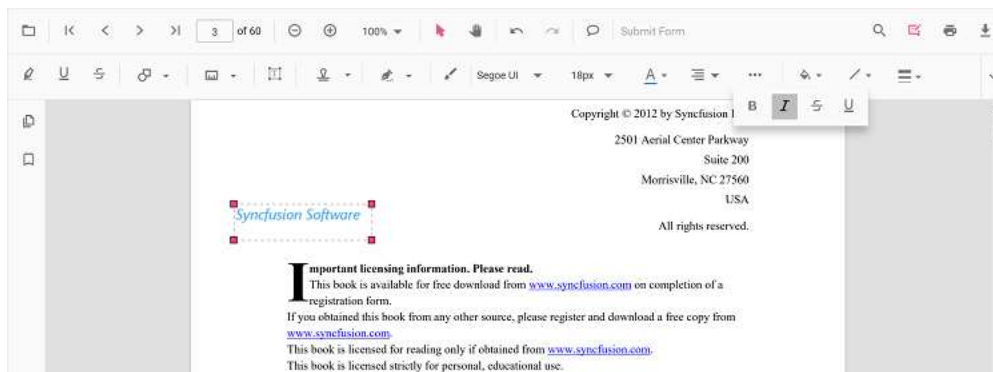 3 of 60 100% Submit Form
Segoe UI 18px A ...
B I S U
Copyright © 2012 by Syncfusion
2501 Aerial Center Parkway
Suite 200
Morrisville, NC 27560
USA
All rights reserved.
Syncfusion Software
Important licensing information. Please read.
This book is available for free download from www.syncfusion.com on completion of a
registration form.
If you obtained this book from any other source, please register and download a free copy from
www.syncfusion.com.
This book is licensed for reading only if obtained from www.syncfusion.com.
This book is licensed strictly for personal, educational use.